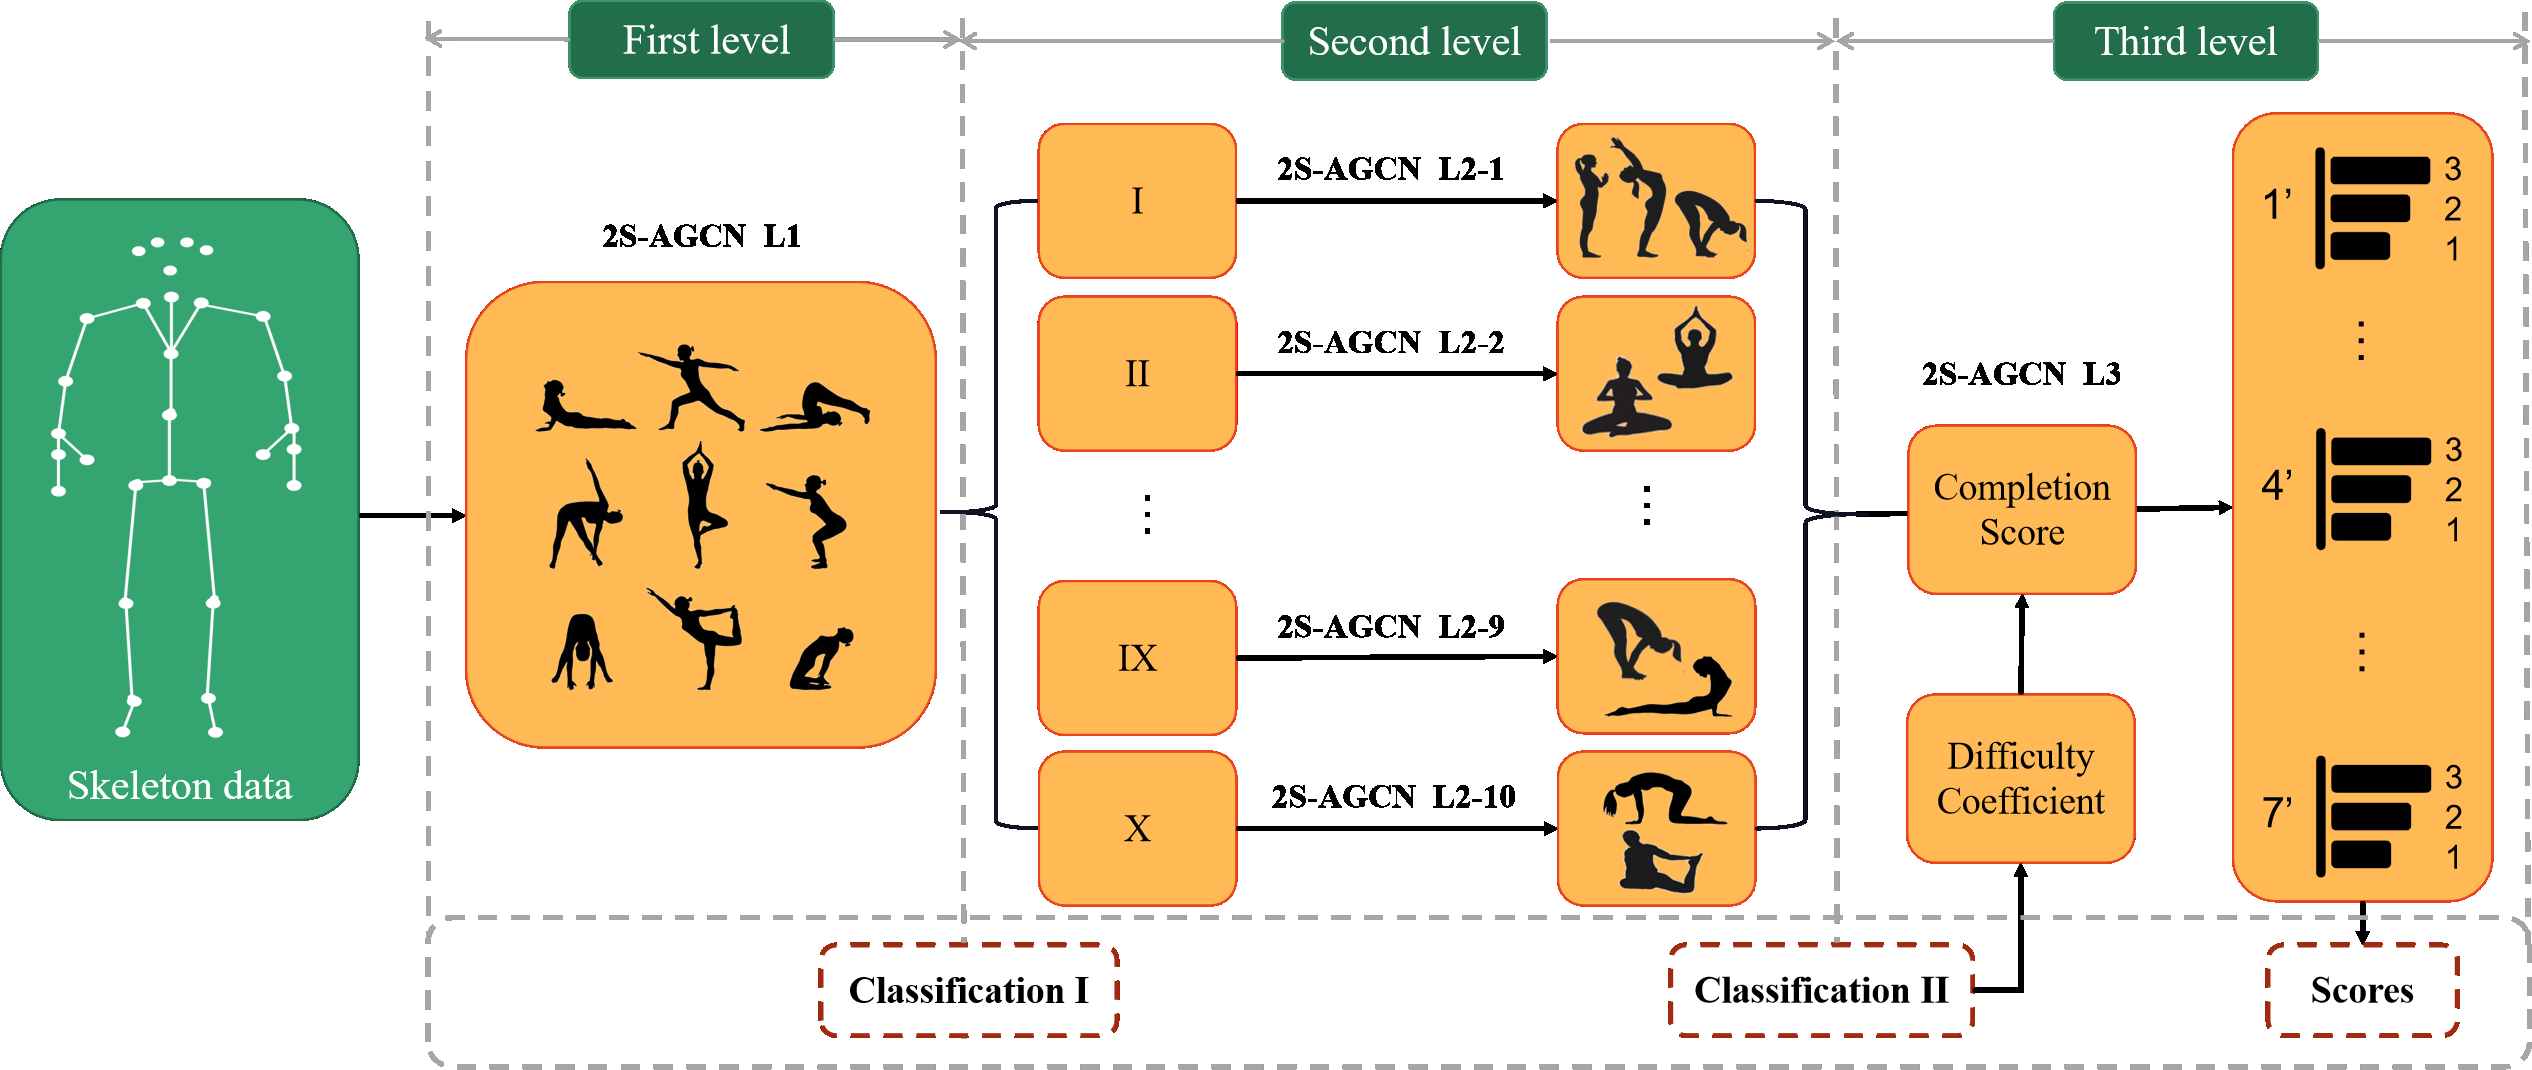 First level
Second level
Third level
Skeleton data
2S-AGCN L1
I
2S-AGCN L2-1
II
2S-AGCN L2-2
⋮
⋮
IX
2S-AGCN L2-9
X
2S-AGCN L2-10
2S-AGCN L3
Completion
Score
Difficulty
Coefficient
1’
3
2
1
⋮
4’
3
2
1
⋮
7’
3
2
1
Classification I
Classification II
Scores